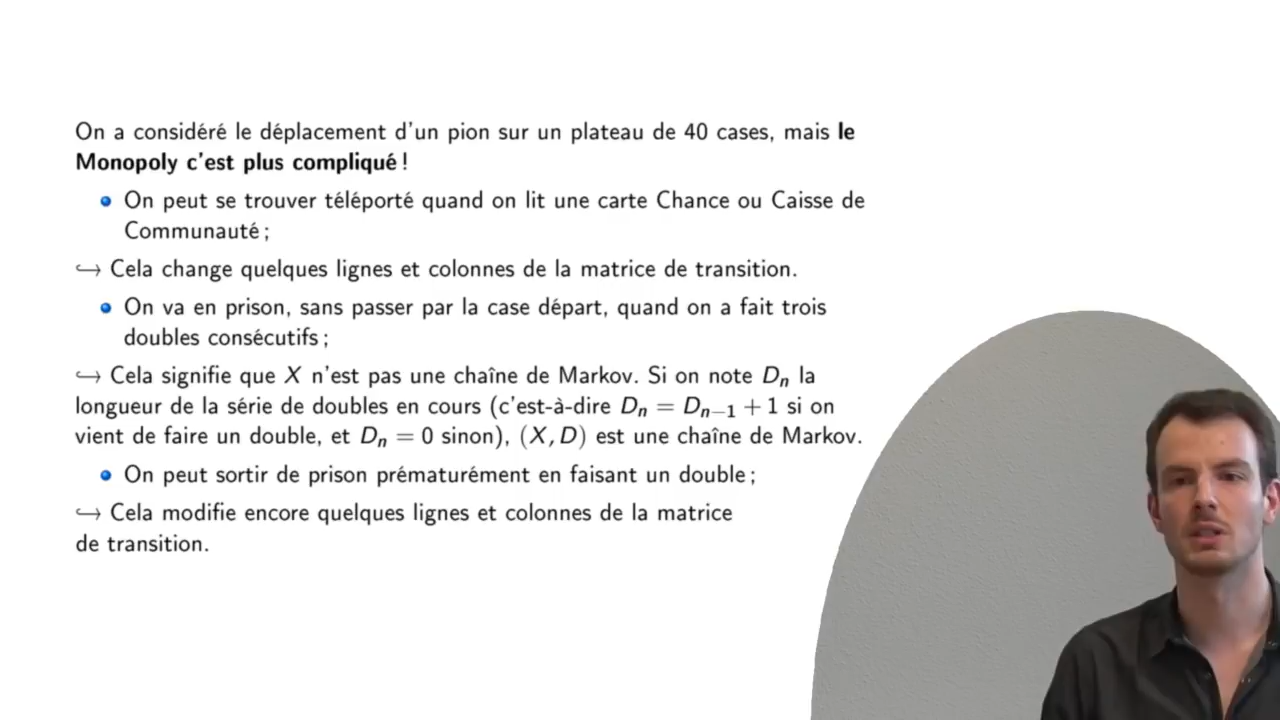 On a considéré le déplacement d'un pion sur un plateau de 40 cases, mais le
Monopoly c'est plus compliqué !
• On peut se trouver téléporté quand on lit une carte Chance ou Caisse de
Communauté ;
↪ Cela change quelques lignes et colonnes de la matrice de transition.
• On va en prison, sans passer par la case départ, quand on a fait trois
doubles consécutifs ;
↪ Cela signifie que X n'est pas une chaîne de Markov. Si on note Dₙ la
longueur de la série de doubles en cours (c'est-à-dire Dₙ = Dₙ₋₁ + 1 si on
vient de faire un double, et Dₙ = 0 sinon), (X, D) est une chaîne de Markov.
• On peut sortir de prison prématurément en faisant un double ;
↪ Cela modifie encore quelques lignes et colonnes de la matrice
de transition.